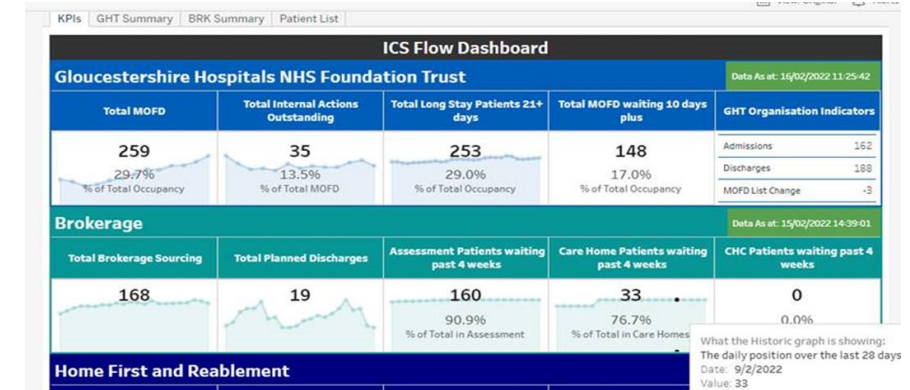 KPIs GHT Summary BRK Summary Patient List
ICS Flow Dashboard
Gloucestershire Hospitals NHS Foundation Trust
Data As at: 16/02/2022 11:25:42
Total MOFD
Total Internal Actions
Outstanding
Total Long Stay Patients 21+
days
Total MOFD waiting 10 days
plus
GHT Organisation Indicators
259
29.7%
% of Total Occupancy
35
13.5%
% of Total MOFD
253
29.0%
% of Total Occupancy
148
17.0%
% of Total Occupancy
Admissions 162
Discharges 188
MOFD List Change -3
Brokerage
Data As at: 15/02/2022 14:39:01
Total Brokerage Sourcing
Total Planned Discharges
Assessment Patients waiting
past 4 weeks
Care Home Patients waiting
past 4 weeks
CHC Patients waiting past 4
weeks
168
19
160
90.9%
% of Total in Assessment
33
76.7%
% of Total in Care Homes
0
0.0%
What the Historic graph is showing:
The daily position over the last 28 days
Date: 9/2/2022
Value: 33
Home First and Reablement